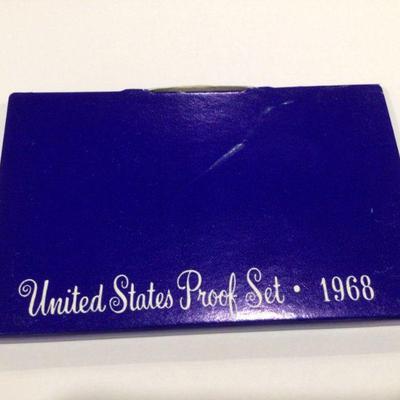 United States Proof Set • 1968